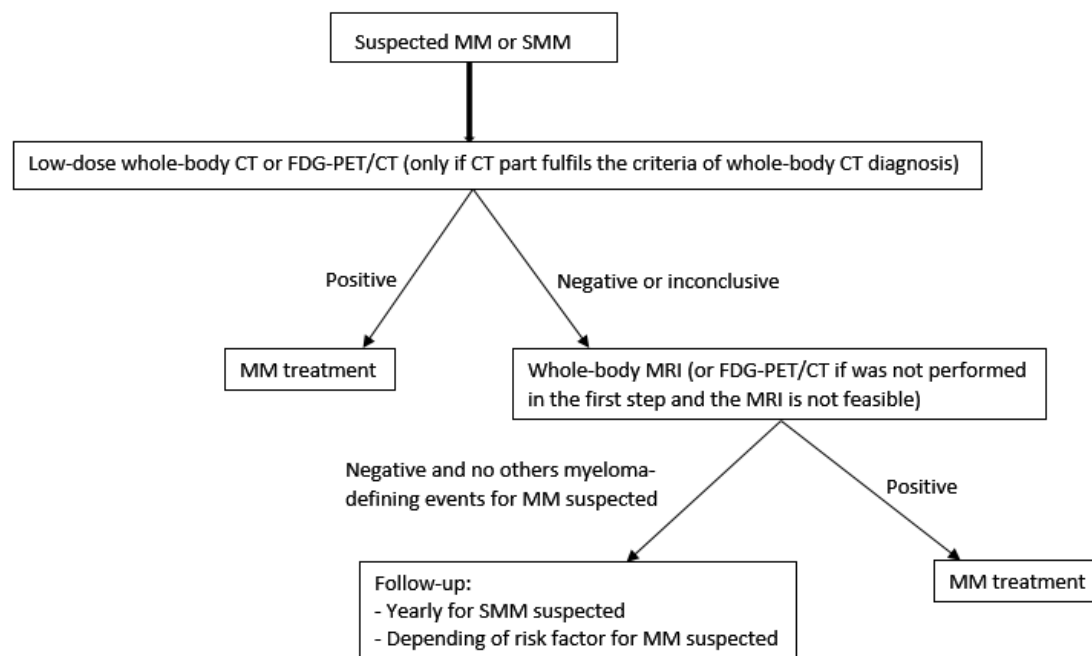 Suspected MM or SMM
Low-dose whole-body CT or FDG-PET/CT (only if CT part fulfils the criteria of whole-body CT diagnosis)
Positive
Negative or inconclusive
MM treatment
Whole-body MRI (or FDG-PET/CT if was not performed
in the first step and the MRI is not feasible)
Negative and no others myeloma-
defining events for MM suspected
Positive
Follow-up:
- Yearly for SMM suspected
- Depending of risk factor for MM suspected
MM treatment